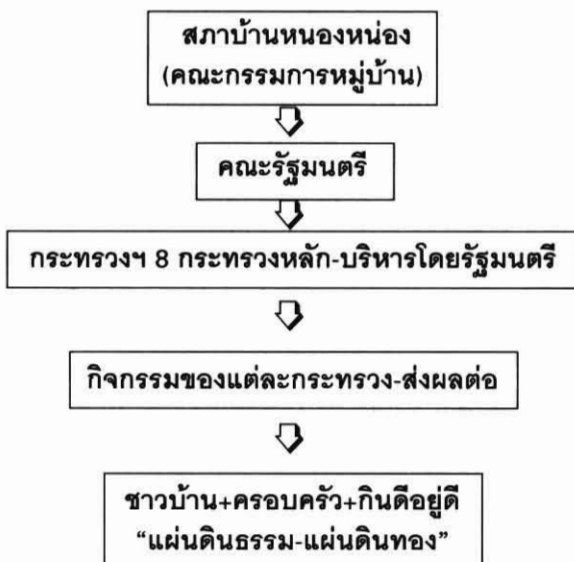 สภาบ้านหนองหน่อง
(คณะกรรมการหมู่บ้าน)
คณะรัฐมนตรี
กระทรวงฯ 8 กระทรวงหลัก-บริหารโดยรัฐมนตรี
กิจกรรมของแต่ละกระทรวง-ส่งผลต่อ
ชาวบ้าน+ครอบครัว+กินดีอยู่ดี
“แผ่นดินธรรม-แผ่นดินทอง”